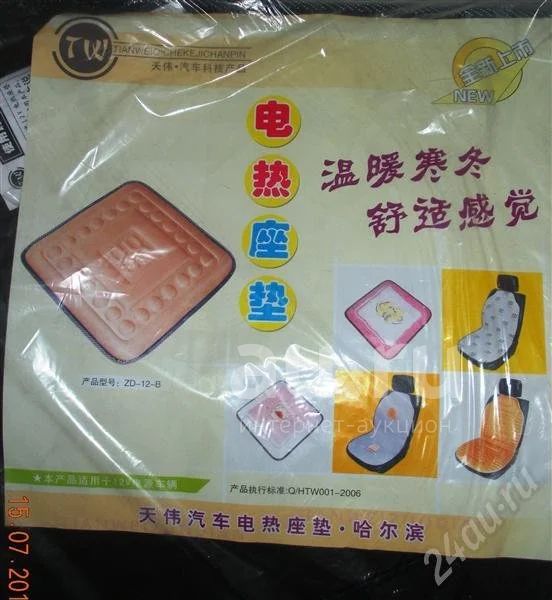 TW
TIANWEIQICHEKEJICHANPIN
天伟·汽车科技产品
全新上市
NEW
电热座垫
温暖寒冬
舒适感觉
产品型号: ZD-12-B
интернет-аукцион
★本产品适用于12V电源车辆
产品执行标准:Q/HTW001-2006
天伟汽车电热座垫·哈尔滨
24au.ru
15.07.201